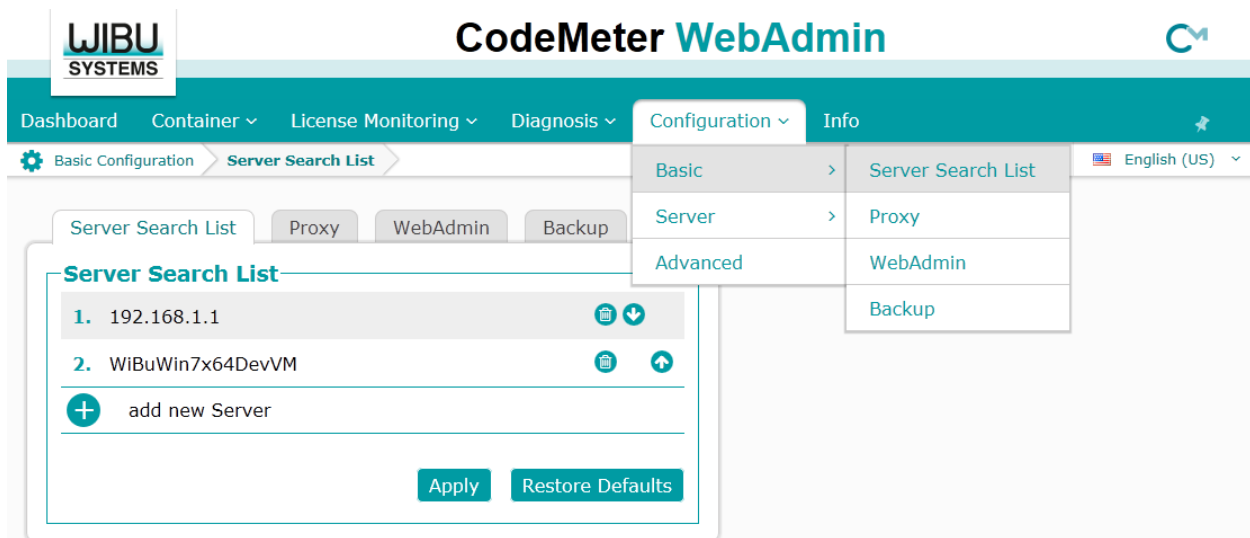 WIBU
SYSTEMS
CodeMeter WebAdmin
CM
Dashboard Container License Monitoring Diagnosis Configuration Info
Basic Configuration Server Search List
English (US)
Basic
Server
Advanced
Server Search List
Proxy
WebAdmin
Backup
Server Search List Proxy WebAdmin Backup
Server Search List
1. 192.168.1.1
2. WiBuWin7x64DevVM
add new Server
Apply Restore Defaults